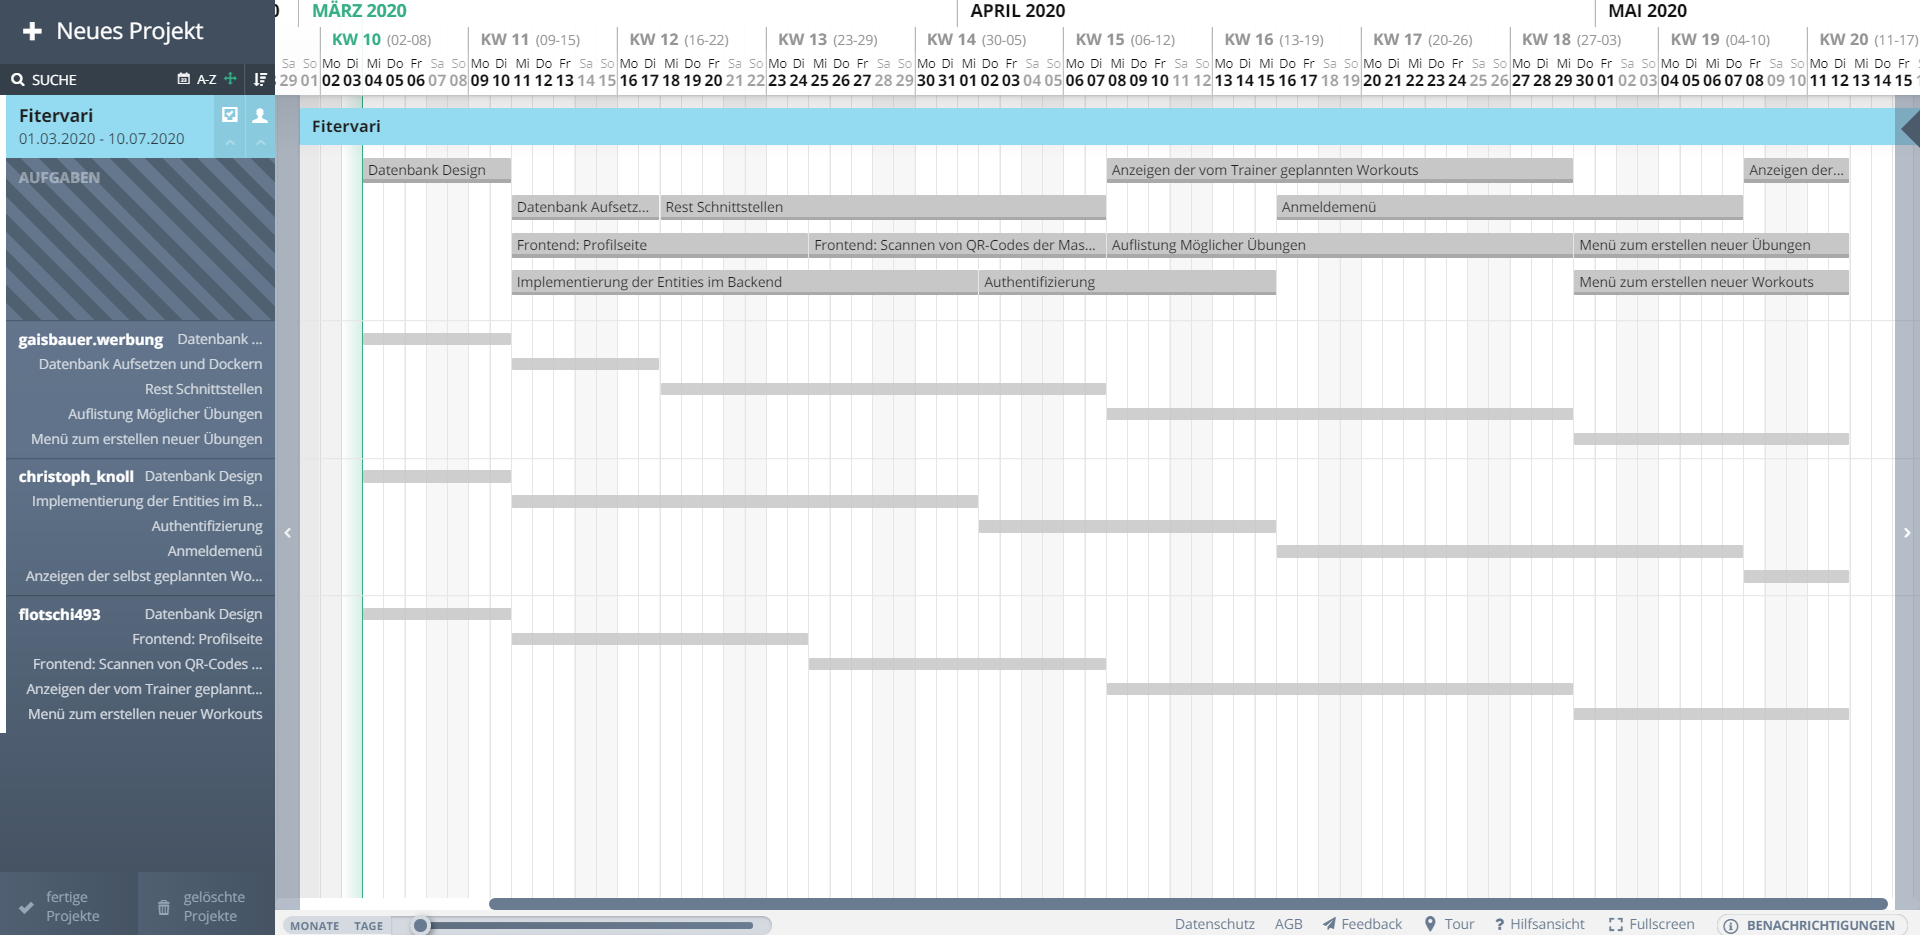 Neues Projekt
SUCHE A-Z
Fitervari
01.03.2020 - 10.07.2020
AUFGABEN
gaisbauer.werbung Datenbank ...
Datenbank Aufsetzen und Dockern
Rest Schnittstellen
Auflistung Möglicher Übungen
Menü zum erstellen neuer Übungen
christoph_knoll Datenbank Design
Implementierung der Entities im B...
Authentifizierung
Anmeldemenü
Anzeigen der selbst geplannten Wo...
flotschi493 Datenbank Design
Frontend: Profilseite
Frontend: Scannen von QR-Codes ...
Anzeigen der vom Trainer geplannt...
Menü zum erstellen neuer Workouts
fertige Projekte
gelöschte Projekte
MÄRZ 2020 APRIL 2020 MAI 2020
KW 10 (02-08) KW 11 (09-15) KW 12 (16-22) KW 13 (23-29) KW 14 (30-05) KW 15 (06-12) KW 16 (13-19) KW 17 (20-26) KW 18 (27-03) KW 19 (04-10) KW 20 (11-17)
Sa So Mo Di Mi Do Fr Sa So Mo Di Mi Do Fr Sa So Mo Di Mi Do Fr Sa So Mo Di Mi Do Fr Sa So Mo Di Mi Do Fr Sa So Mo Di Mi Do Fr Sa So Mo Di Mi Do Fr Sa So Mo Di Mi Do Fr Sa So Mo Di Mi Do Fr Sa So Mo Di Mi Do Fr Sa So Mo Di Mi Do Fr
29 01 02 03 04 05 06 07 08 09 10 11 12 13 14 15 16 17 18 19 20 21 22 23 24 25 26 27 28 29 30 31 01 02 03 04 05 06 07 08 09 10 11 12 13 14 15 16 17 18 19 20 21 22 23 24 25 26 27 28 29 30 01 02 03 04 05 06 07 08 09 10 11 12 13 14 15
Fitervari
Datenbank Design Anzeigen der vom Trainer geplannten Workouts Anzeigen der...
Datenbank Aufsetz... Rest Schnittstellen Anmeldemenü
Frontend: Profilseite Frontend: Scannen von QR-Codes der Mas... Auflistung Möglicher Übungen Menü zum erstellen neuer Übungen
Implementierung der Entities im Backend Authentifizierung Menü zum erstellen neuer Workouts
MONATE TAGE Datenschutz AGB Feedback Tour ? Hilfsansicht Fullscreen BENACHRICHTIGUNGEN